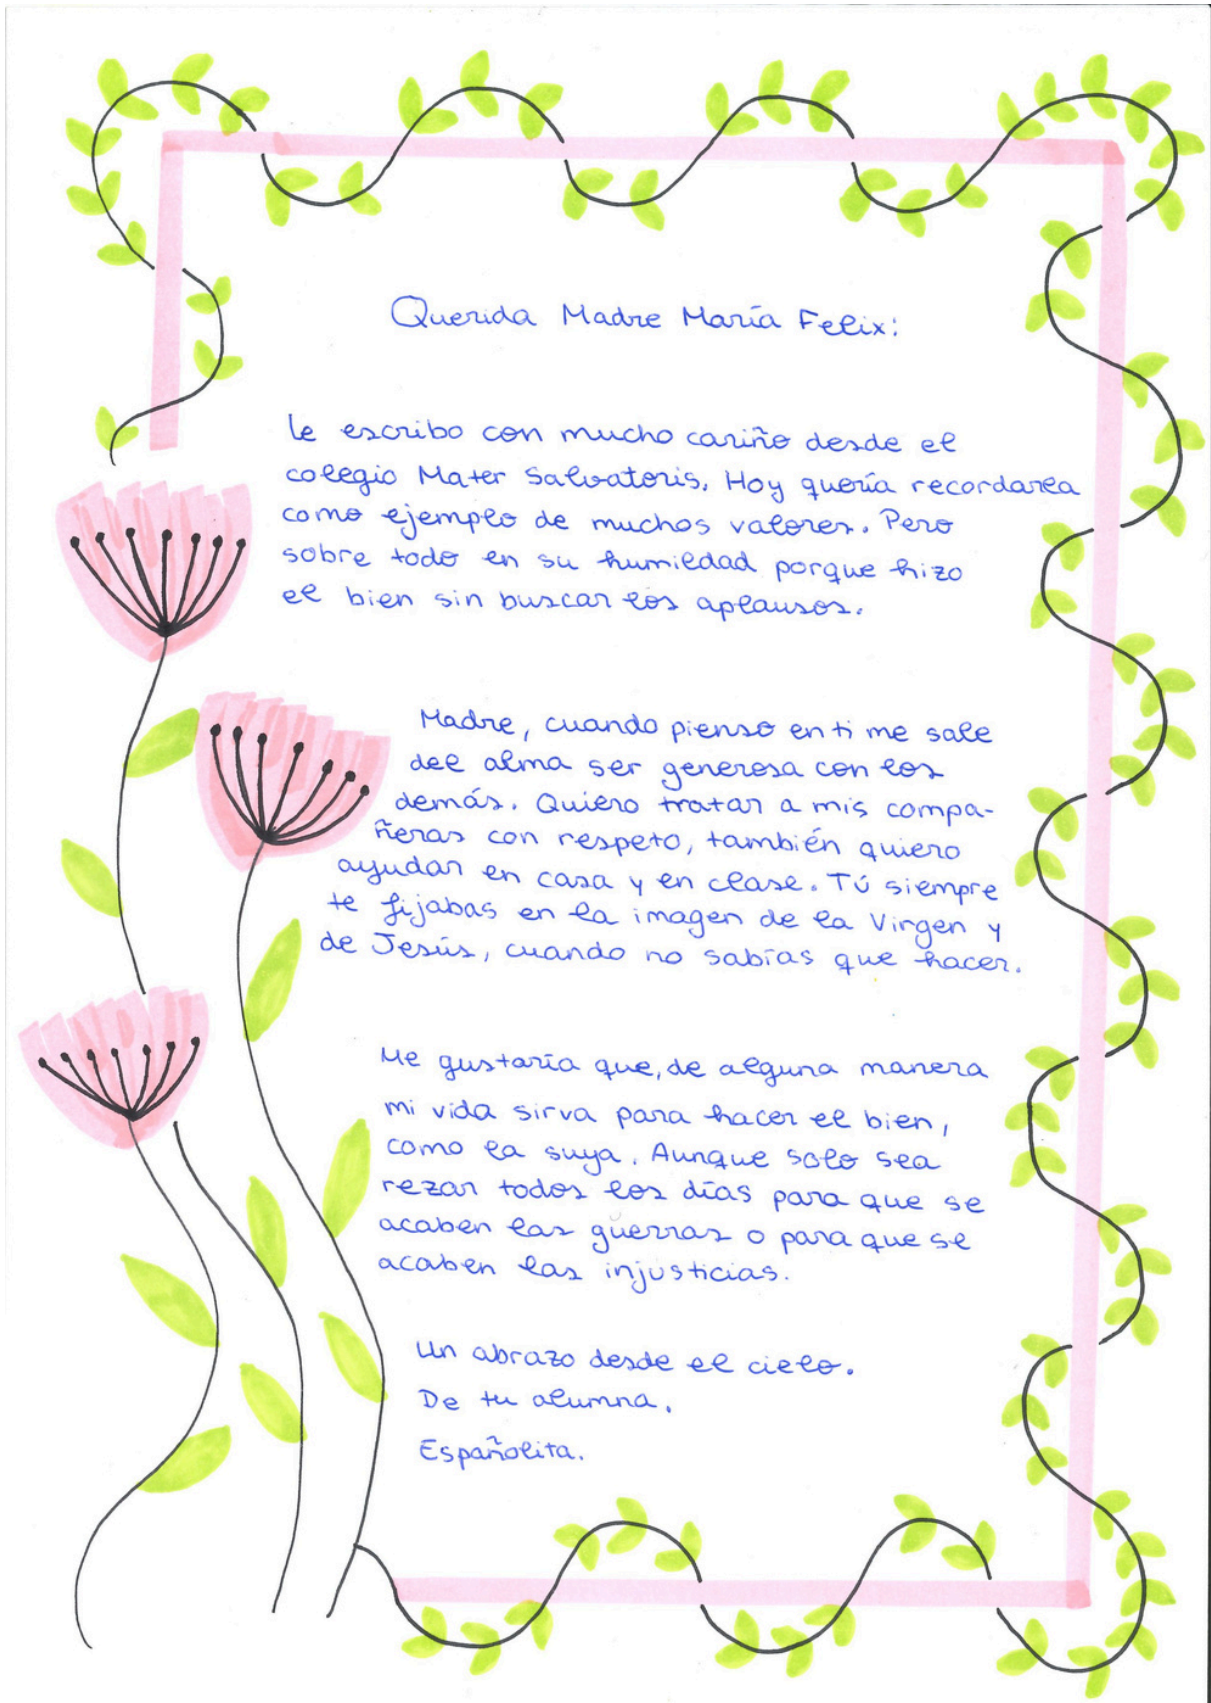 Querida Madre María Felix:
Le escribo con mucho cariño desde el
colegio Mater Salvatoris. Hoy quería recordarla
como ejemplo de muchos valores. Pero
sobre todo en su humildad porque hizo
el bien sin buscar los aplausos.
Madre, cuando pienso en ti me sale
del alma ser generosa con los
demás. Quiero tratar a mis compa-
ñeras con respeto, también quiero
ayudar en casa y en clase. Tú siempre
te fijabas en la imagen de la Virgen y
de Jesús, cuando no sabías que hacer.
Me gustaría que, de alguna manera
mi vida sirva para hacer el bien,
como la suya. Aunque solo sea
rezar todos los días para que se
acaben las guerras o para que se
acaben las injusticias.
Un abrazo desde el cielo.
De tu alumna.
Españolita.